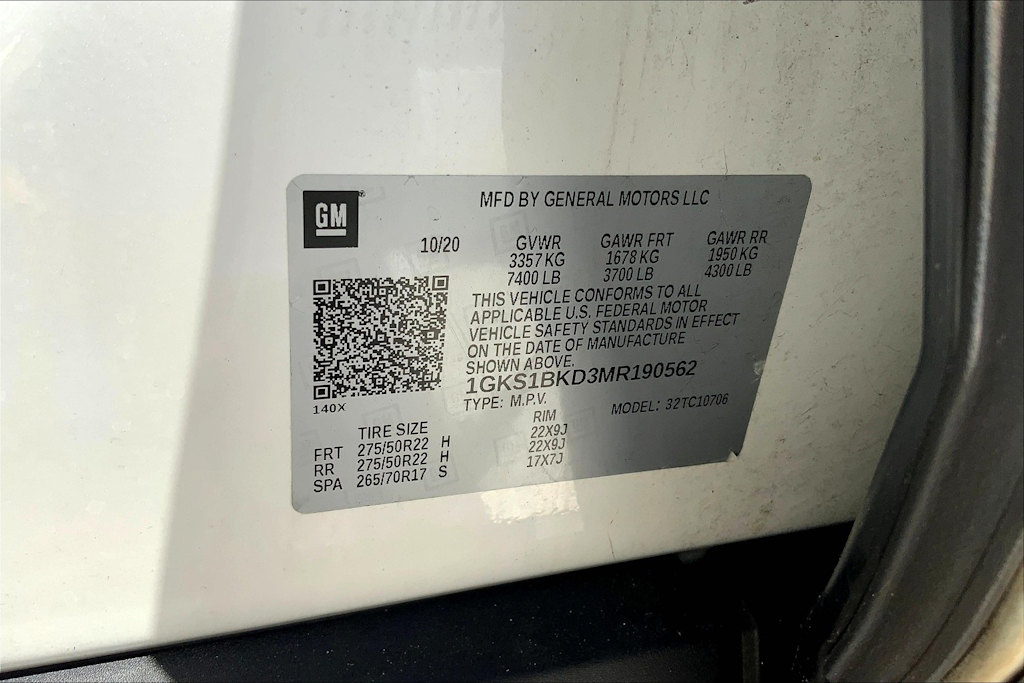 GM ®
MFD BY GENERAL MOTORS LLC
10/20 GVWR GAWR FRT GAWR RR
3357 KG 1678 KG 1950 KG
7400 LB 3700 LB 4300 LB
THIS VEHICLE CONFORMS TO ALL
APPLICABLE U.S. FEDERAL MOTOR
VEHICLE SAFETY STANDARDS IN EFFECT
ON THE DATE OF MANUFACTURE
SHOWN ABOVE.
1GKS1BKD3MR190562
TYPE: M.P.V. MODEL: 32TC10706
140X
TIRE SIZE RIM
FRT 275/50R22 H 22X9J
RR 275/50R22 H 22X9J
SPA 265/70R17 S 17X7J